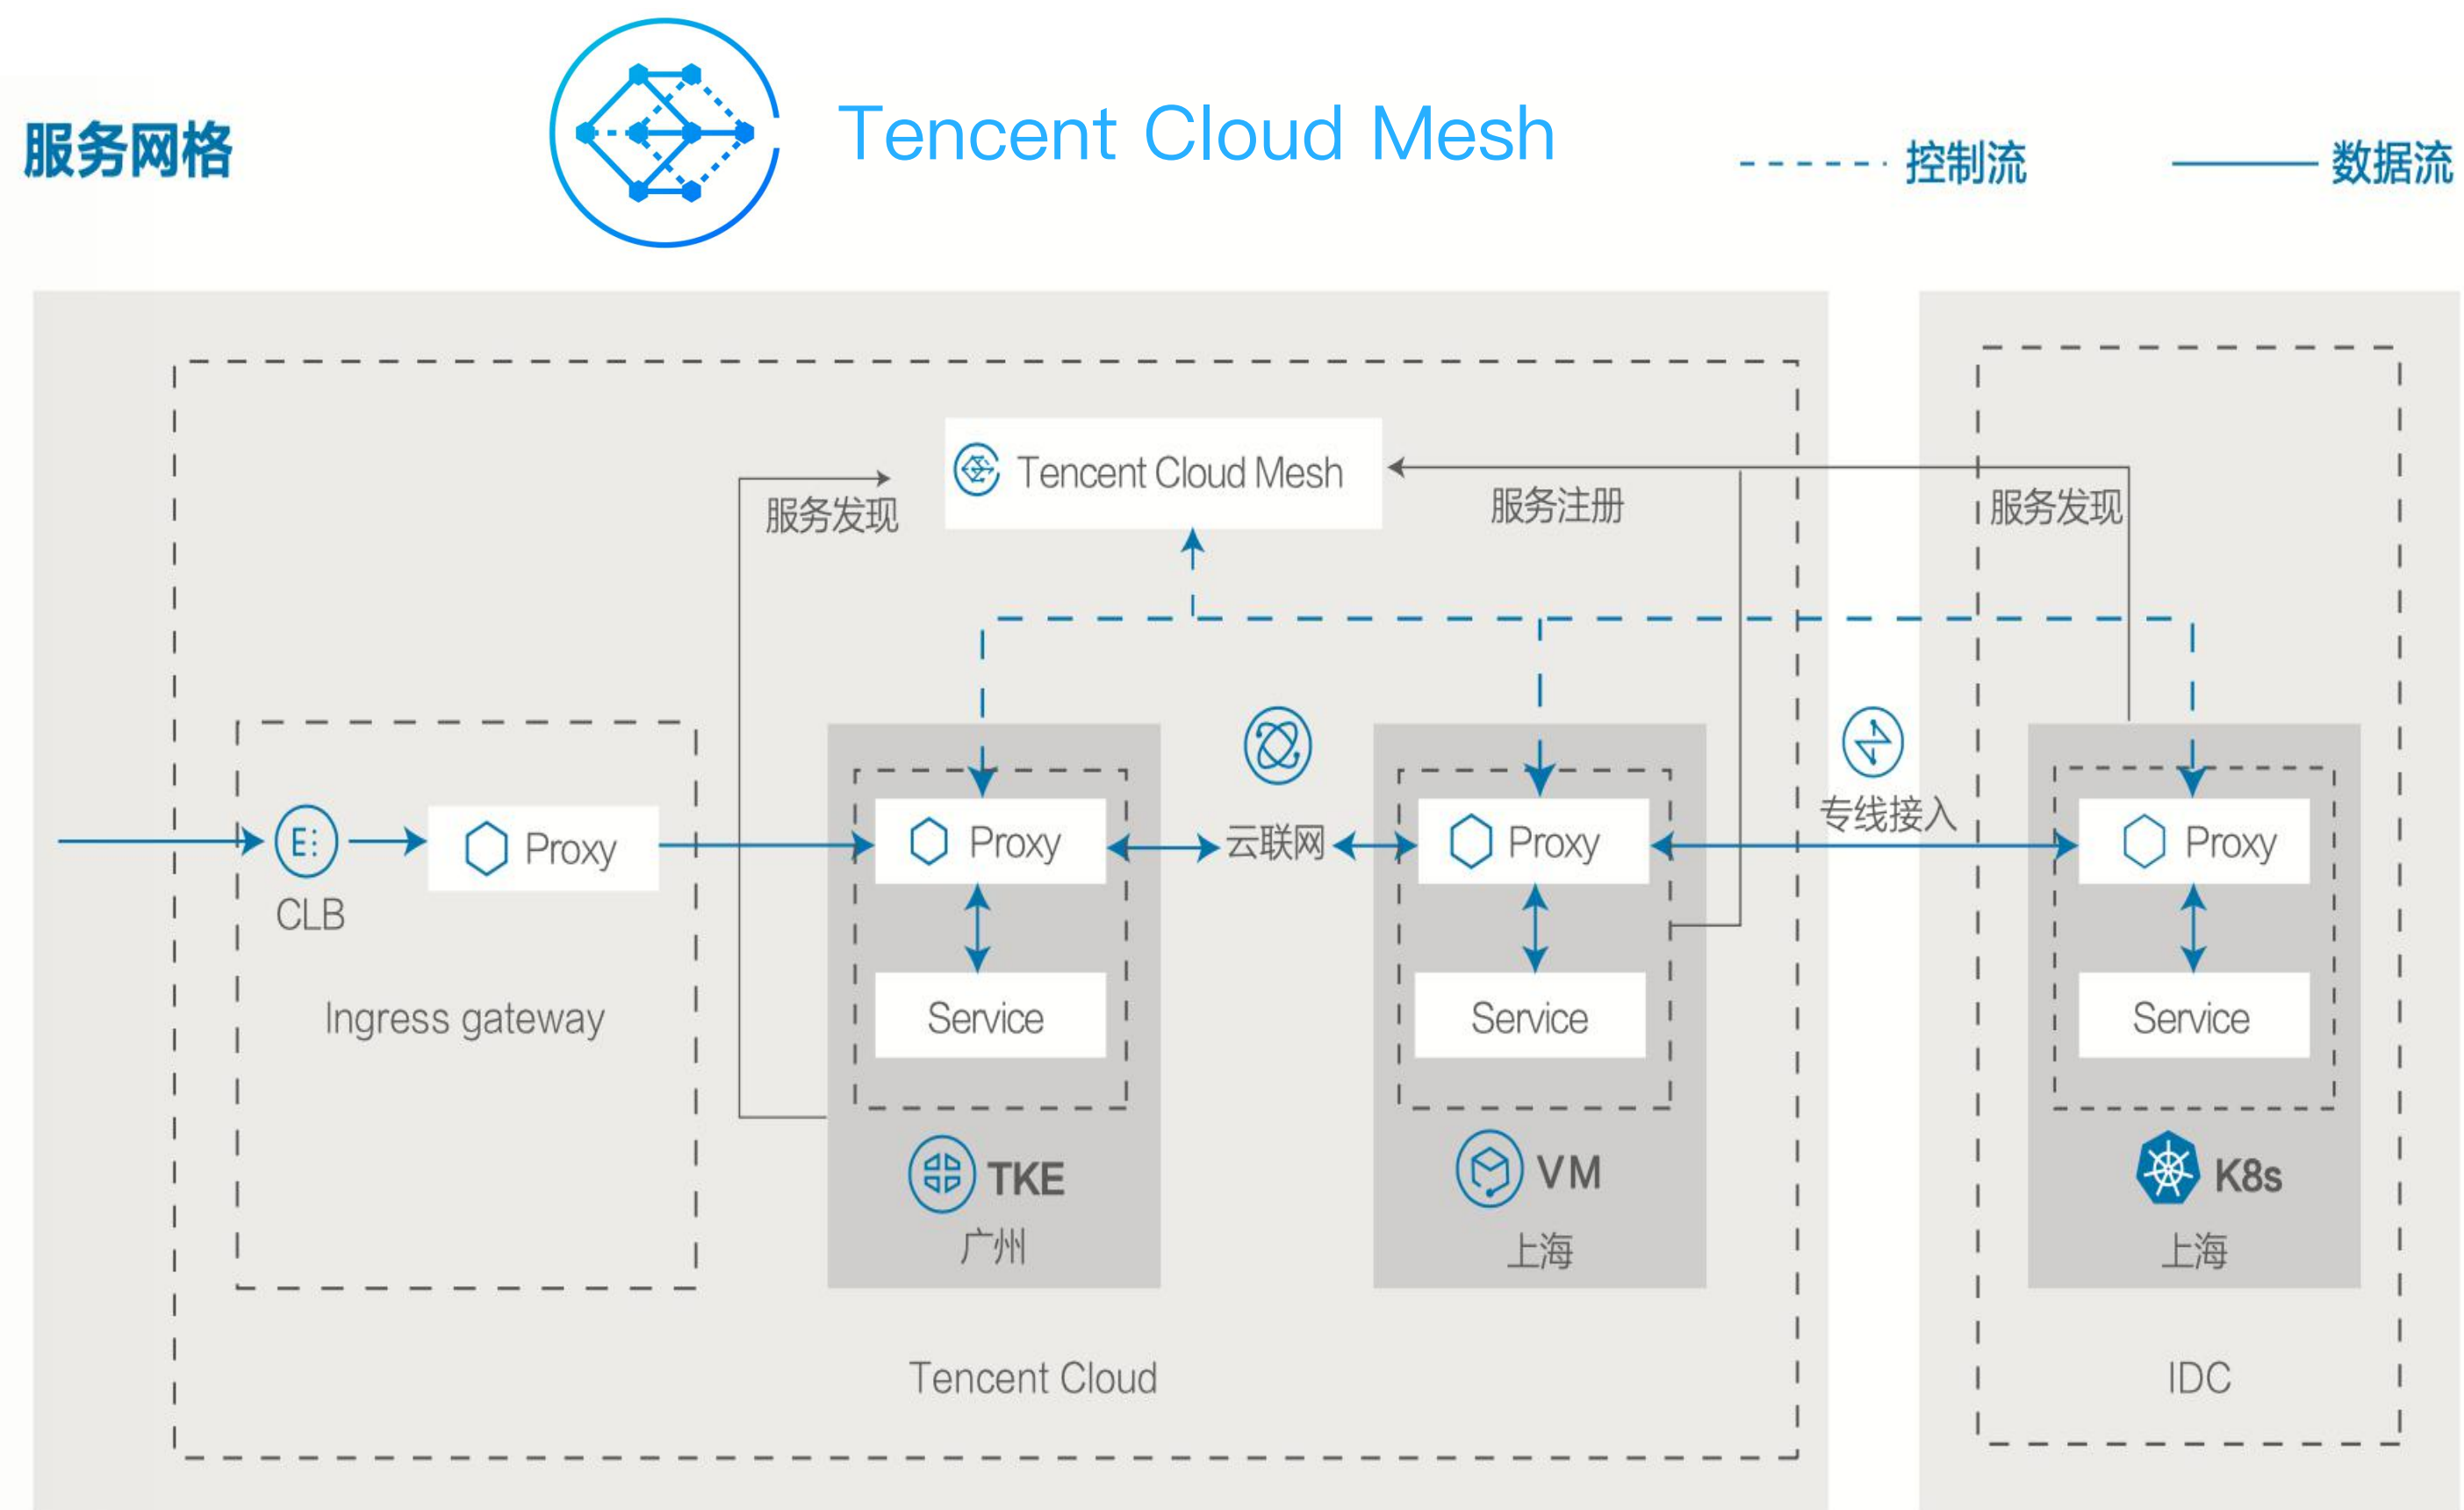 服务网格
Tencent Cloud Mesh
控制流
数据流
Tencent Cloud Mesh
服务发现
服务注册
服务发现
E:
CLB
Proxy
Ingress gateway
Proxy
云联网
Proxy
专线接入
Proxy
Service
Service
Service
TKE
广州
VM
上海
K8s
上海
Tencent Cloud
IDC